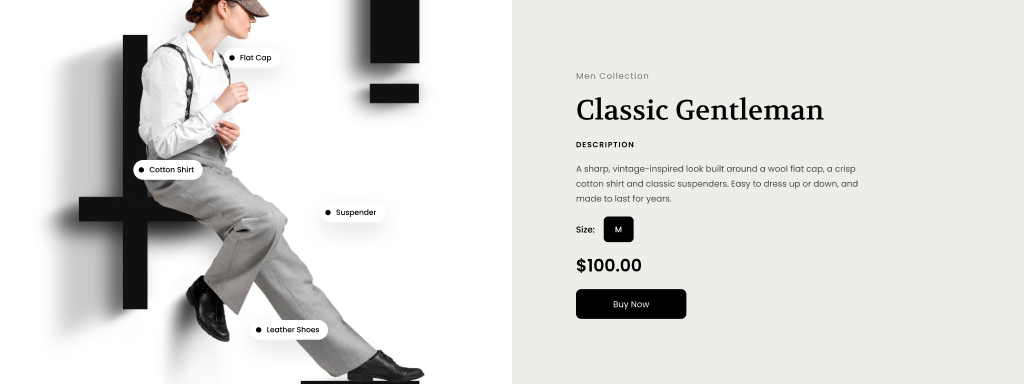 Flat Cap
Cotton Shirt
Suspender
Leather Shoes
Men Collection
Classic Gentleman
DESCRIPTION
A sharp, vintage-inspired look built around a wool flat cap, a crisp
cotton shirt and classic suspenders. Easy to dress up or down, and
made to last for years.
Size: M
$100.00
Buy Now